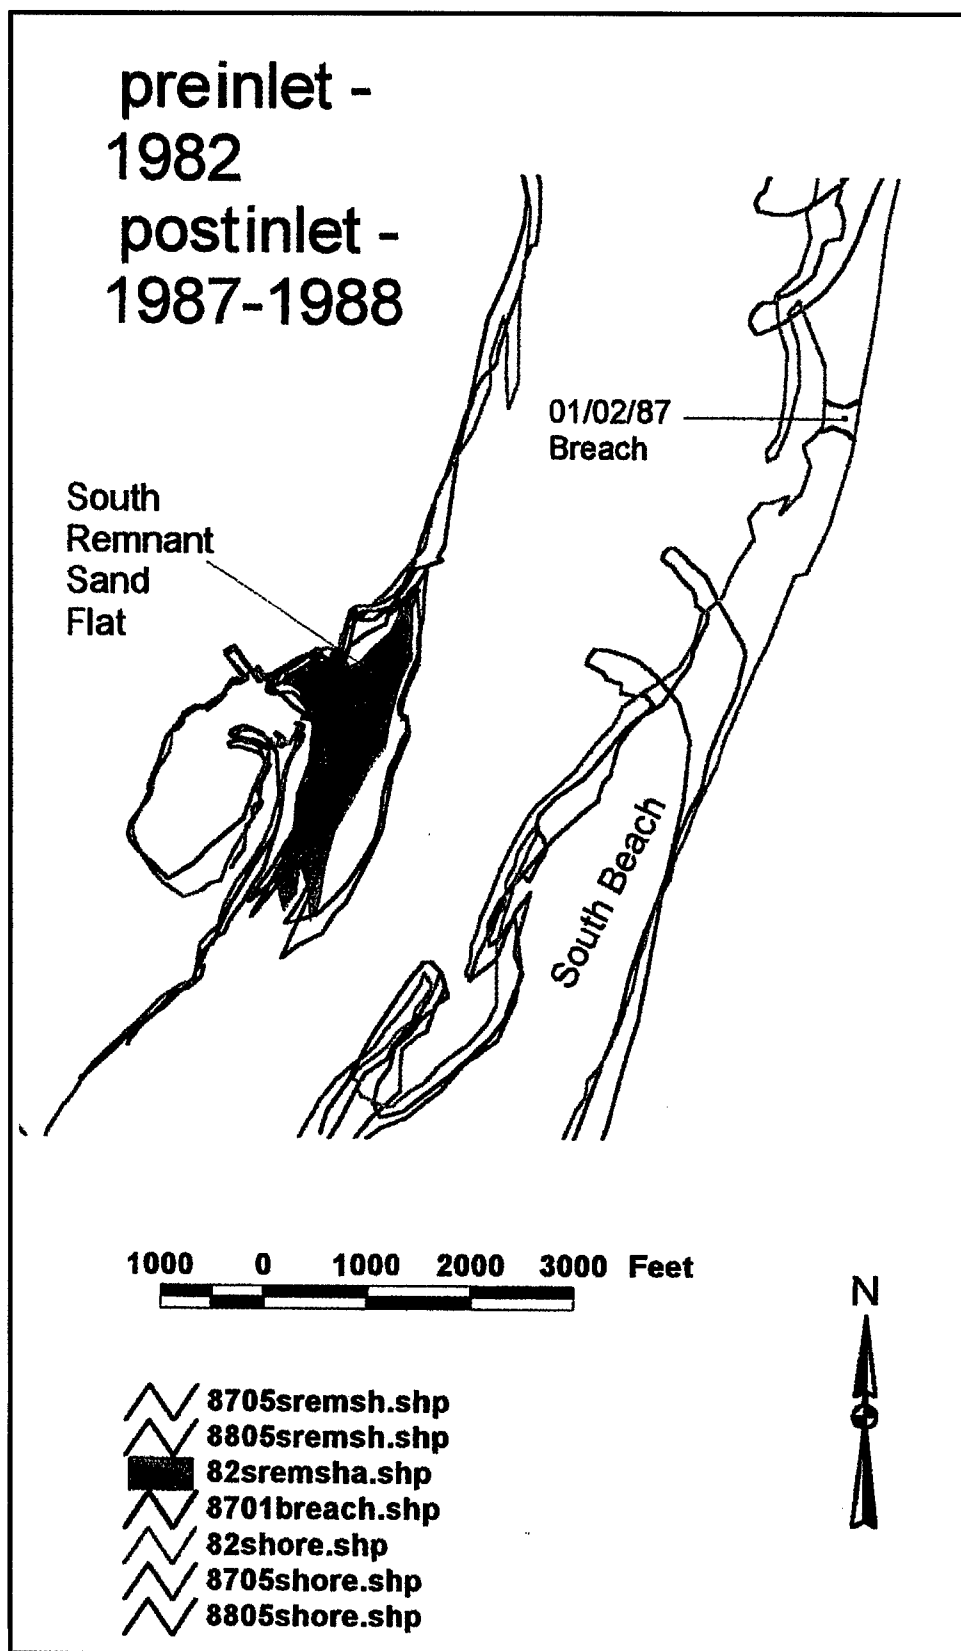 preinlet -
1982
postinlet -
1987-1988
01/02/87
Breach
South
Remnant
Sand
Flat
South Beach
1000 0 1000 2000 3000 Feet
N
8705sremsh.shp
8805sremsh.shp
82sremsha.shp
8701breach.shp
82shore.shp
8705shore.shp
8805shore.shp